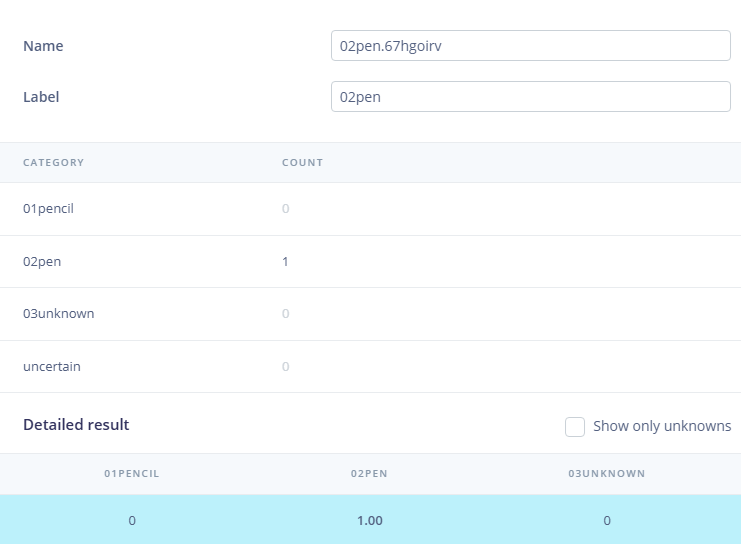 Name 02pen.67hgoirv
Label 02pen
CATEGORY COUNT
01pencil 0
02pen 1
03unknown 0
uncertain 0
Detailed result Show only unknowns
01PENCIL 02PEN 03UNKNOWN
0 1.00 0